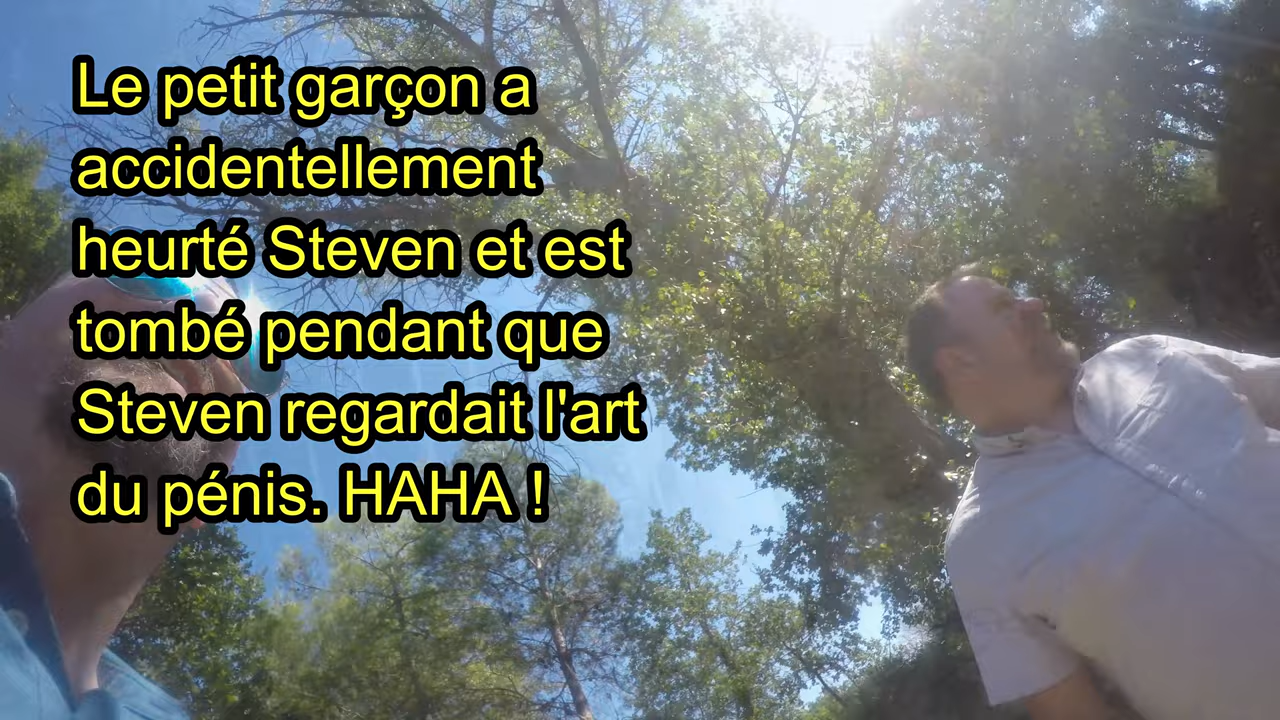 Le petit garçon a
accidentellement
heurté Steven et est
tombé pendant que
Steven regardait l'art
du pénis. HAHA !